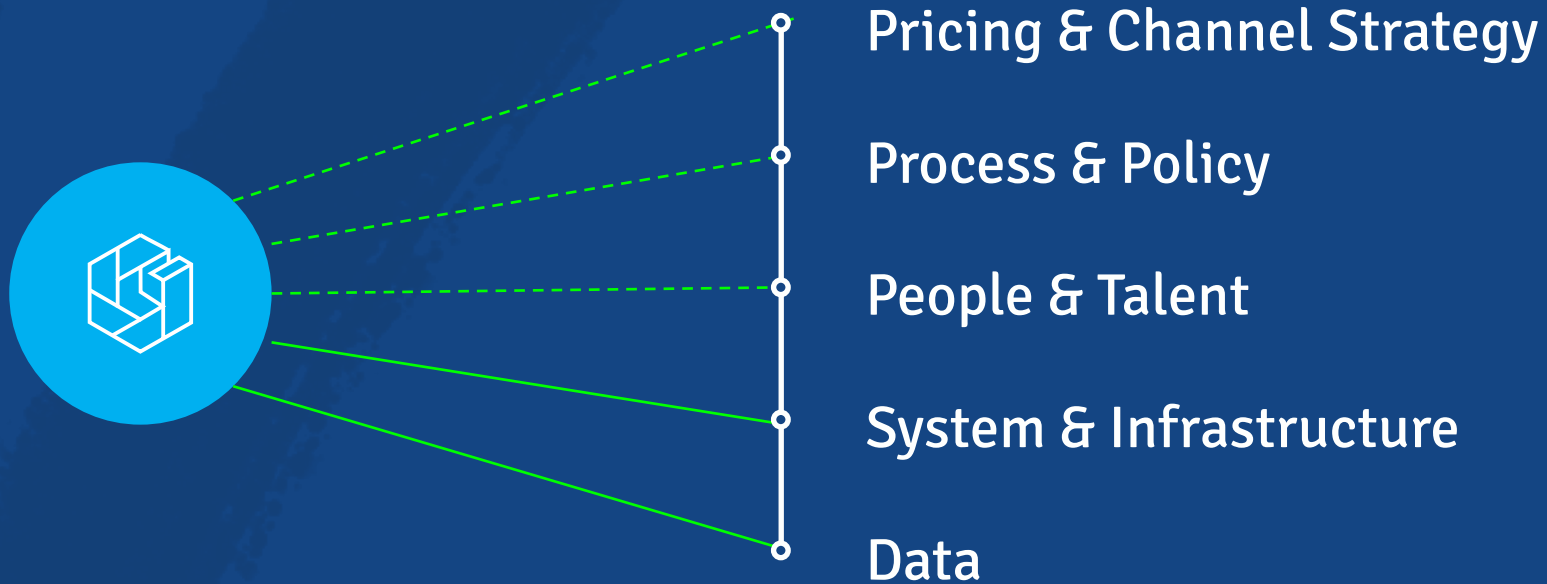 Pricing & Channel Strategy
Process & Policy
People & Talent
System & Infrastructure
Data